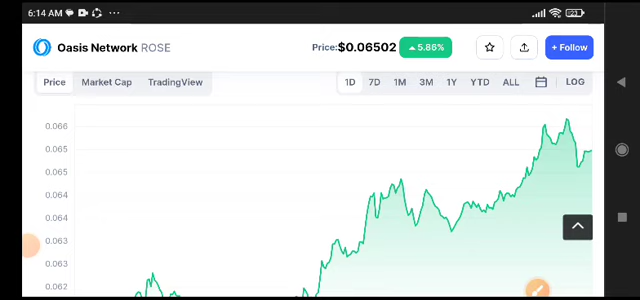 6:14 AM
23
Oasis Network ROSE
Price:$0.06502
5.86%
+ Follow
Price Market Cap TradingView
1D 7D 1M 3M 1Y YTD ALL LOG
0.066
0.065
0.065
0.064
0.064
0.063
0.063
0.062